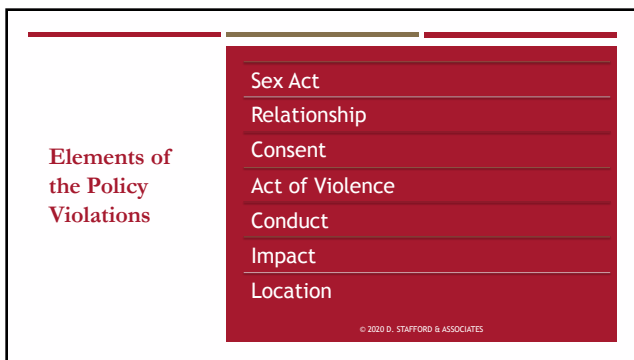 Elements of
the Policy
Violations
Sex Act
Relationship
Consent
Act of Violence
Conduct
Impact
Location
© 2020 D. STAFFORD & ASSOCIATES